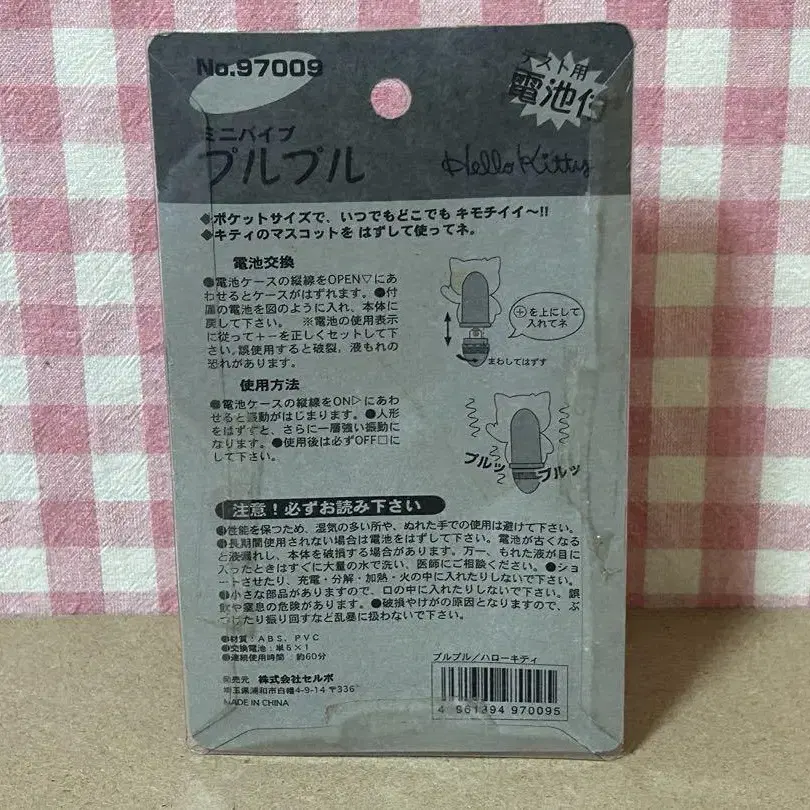 No.97009
テスト用
電池付
ミニバイブ
プルプル
Hello Kitty
◆ポケットサイズで、いつでもどこでも キモチイイ〜!!
◆キティのマスコットを はずして使ってネ。
電池交換
●電池ケースの縦線をOPEN▽にあ
わせるとケースがはずれます。●付
属の電池を図のように入れ、本体に
戻して下さい。 ※電池の使用表示
に従って+−を正しくセットして下
さい。誤使用すると破裂,液もれの
恐れがあります。
⊕を上にして
入れてネ
まわしてはずす
使用方法
●電池ケースの縦線をON▷にあわ
せると振動がはじまります。●人形
をはずすと、さらに一層強い振動に
なります。●使用後は必ずOFF□に
して下さい。
プルッ
プルッ
注意!必ずお読み下さい
●性能を保つため、湿気の多い所や、ぬれた手での使用は避けて下さい。
●長期間使用されない場合は電池をはずして下さい。電池が古くなる
と液漏れし、本体を破損する場合があります。万一、もれた液が目に
入ったときはすぐに大量の水で洗い、医師にご相談ください。●ショ
ートさせたり、充電・分解・加熱・火の中に入れたりしないで下さい。
●小さな部品がありますので、口の中に入れたりしないで下さい。誤
飲や窒息の危険があります。●破損やけがの原因となりますので、ぶ
つけたり振り回すなど乱暴に扱わないで下さい。
●材質:ABS、PVC
●交換電池:単5×1
●連続使用時間:約60分
発売元 株式会社セルボ
埼玉県浦和市白幡4-9-14 〒336
MADE IN CHINA
プルプル/ハローキティ
4 961394 970095